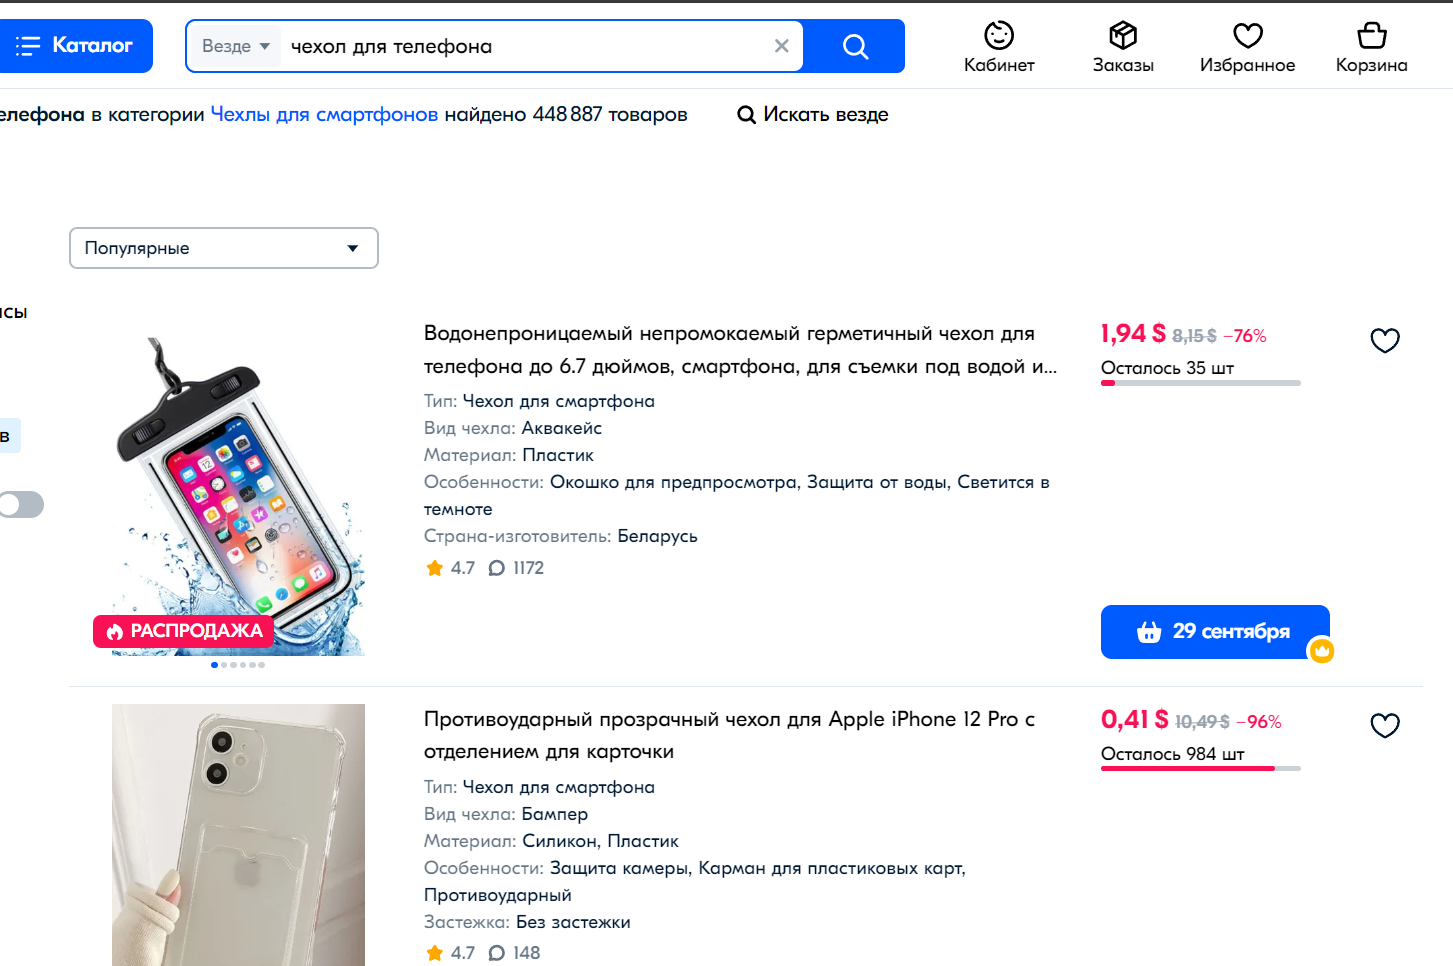 Каталог
Везде чехол для телефона
Кабинет
Заказы
Избранное
Корзина
елефона в категории Чехлы для смартфонов найдено 448 887 товаров
Искать везде
Популярные
Водонепроницаемый непромокаемый герметичный чехол для
телефона до 6.7 дюймов, смартфона, для съемки под водой и...
Тип: Чехол для смартфона
Вид чехла: Аквакейс
Материал: Пластик
Особенности: Окошко для предпросмотра, Защита от воды, Светится в
темноте
Страна-изготовитель: Беларусь
4.7 1172
РАСПРОДАЖА
1,94 $ 8,15 $ −76%
Осталось 35 шт
29 сентября
Противоударный прозрачный чехол для Apple iPhone 12 Pro с
отделением для карточки
Тип: Чехол для смартфона
Вид чехла: Бампер
Материал: Силикон, Пластик
Особенности: Защита камеры, Карман для пластиковых карт,
Противоударный
Застежка: Без застежки
4.7 148
0,41 $ 10,49 $ −96%
Осталось 984 шт